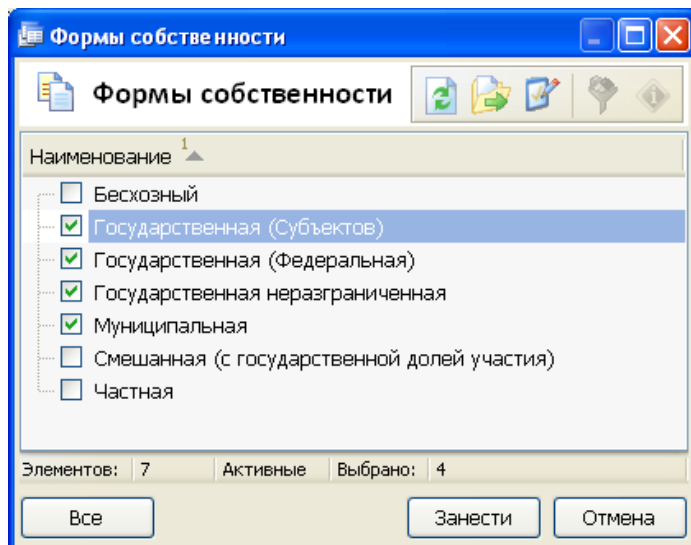 Формы собственности
Формы собственности
Наименование 1
Бесхозный
Государственная (Субъектов)
Государственная (Федеральная)
Государственная неразграниченная
Муниципальная
Смешанная (с государственной долей участия)
Частная
Элементов: 7 Активные Выбрано: 4
Все Занести Отмена